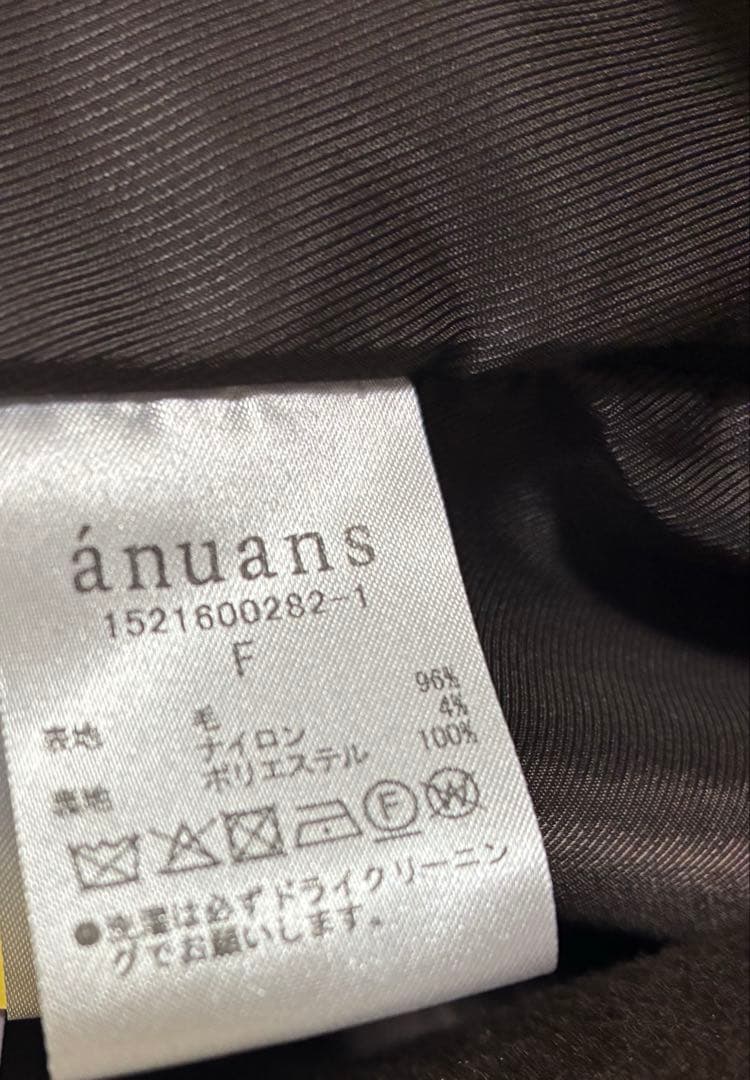 ánuans
1521600282-1
F
表地 毛 96%
ナイロン 4%
裏地 ポリエステル 100%
F W
●洗濯は必ずドライクリーニン
グでお願いします。